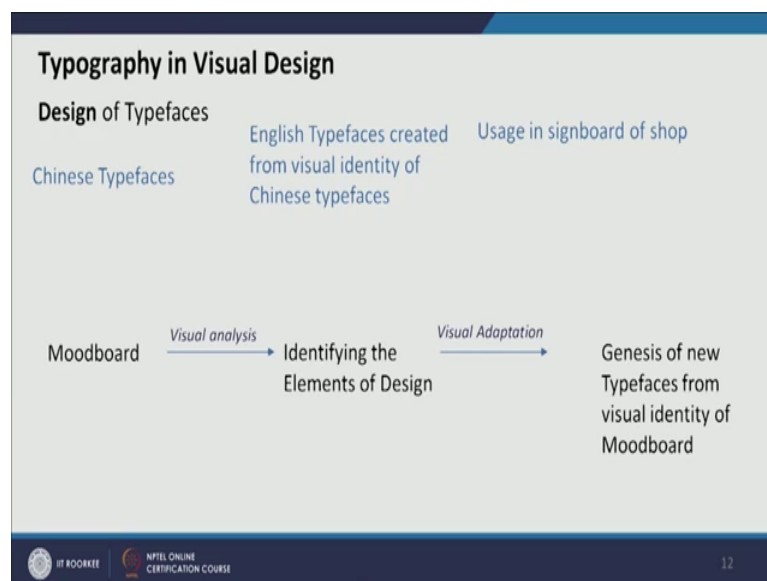 Typography in Visual Design
Design of Typefaces
Chinese Typefaces
English Typefaces created
from visual identity of
Chinese typefaces
Usage in signboard of shop
Moodboard
Visual analysis
Identifying the
Elements of Design
Visual Adaptation
Genesis of new
Typefaces from
visual identity of
Moodboard
IIT ROORKEE
NPTEL ONLINE
CERTIFICATION COURSE
12